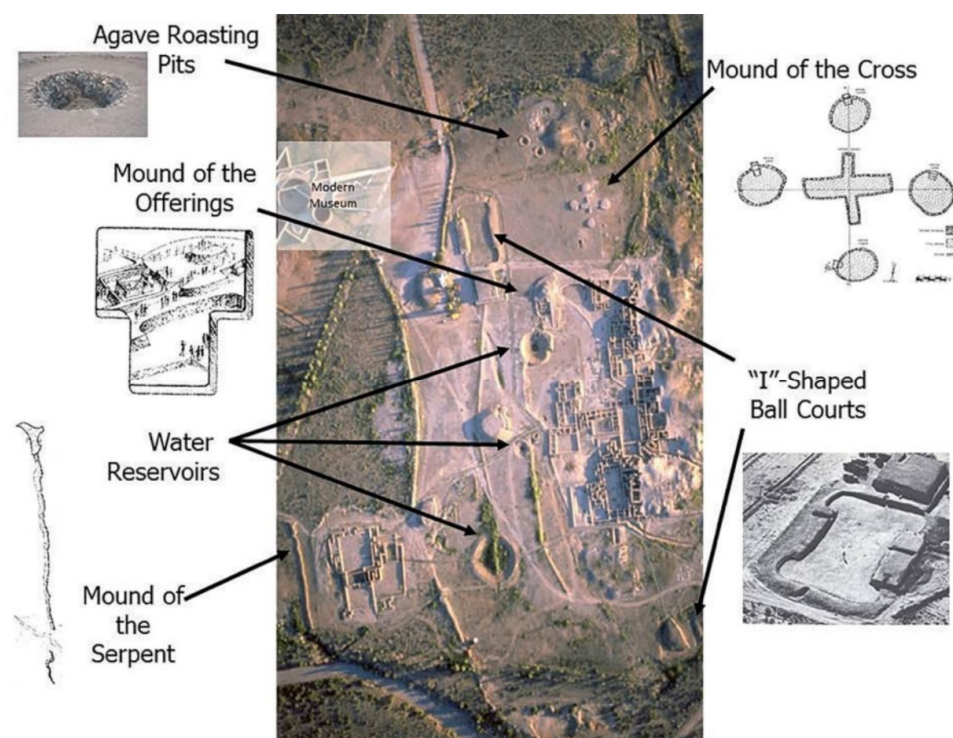 Agave Roasting
Pits
Mound of the Cross
Mound of the
Offerings
Modern
Museum
"I"-Shaped
Ball Courts
Water
Reservoirs
Mound of
the
Serpent